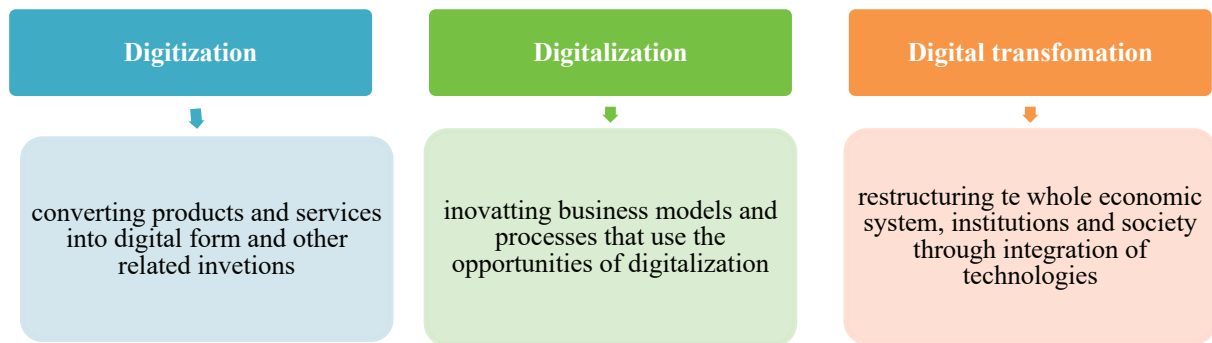 Digitization
converting products and services
into digital form and other
related invetions
Digitalization
inovatting business models and
processes that use the
opportunities of digitalization
Digital transfomation
restructuring te whole economic
system, institutions and society
through integration of
technologies